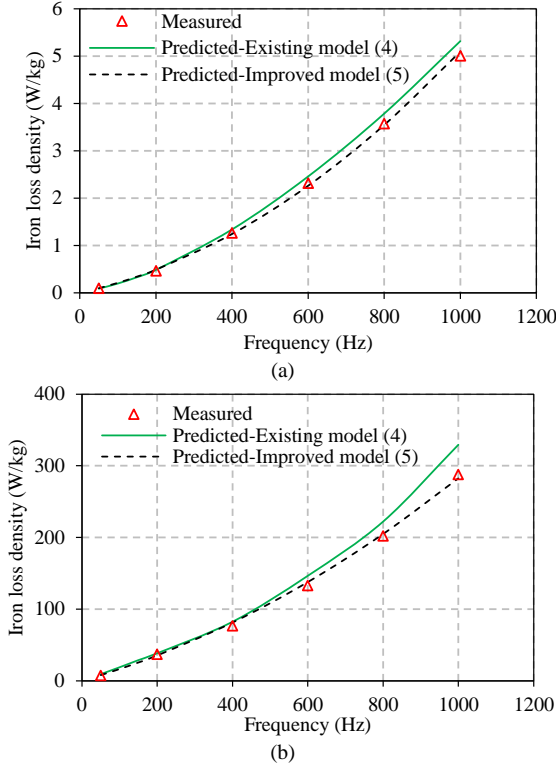 6
5
4
3
2
1
0
Iron loss density (W/kg)
Measured
Predicted-Existing model (4)
Predicted-Improved model (5)
0 200 400 600 800 1000 1200
Frequency (Hz)
(a)
400
300
200
100
0
Iron loss density (W/kg)
Measured
Predicted-Existing model (4)
Predicted-Improved model (5)
0 200 400 600 800 1000 1200
Frequency (Hz)
(b)